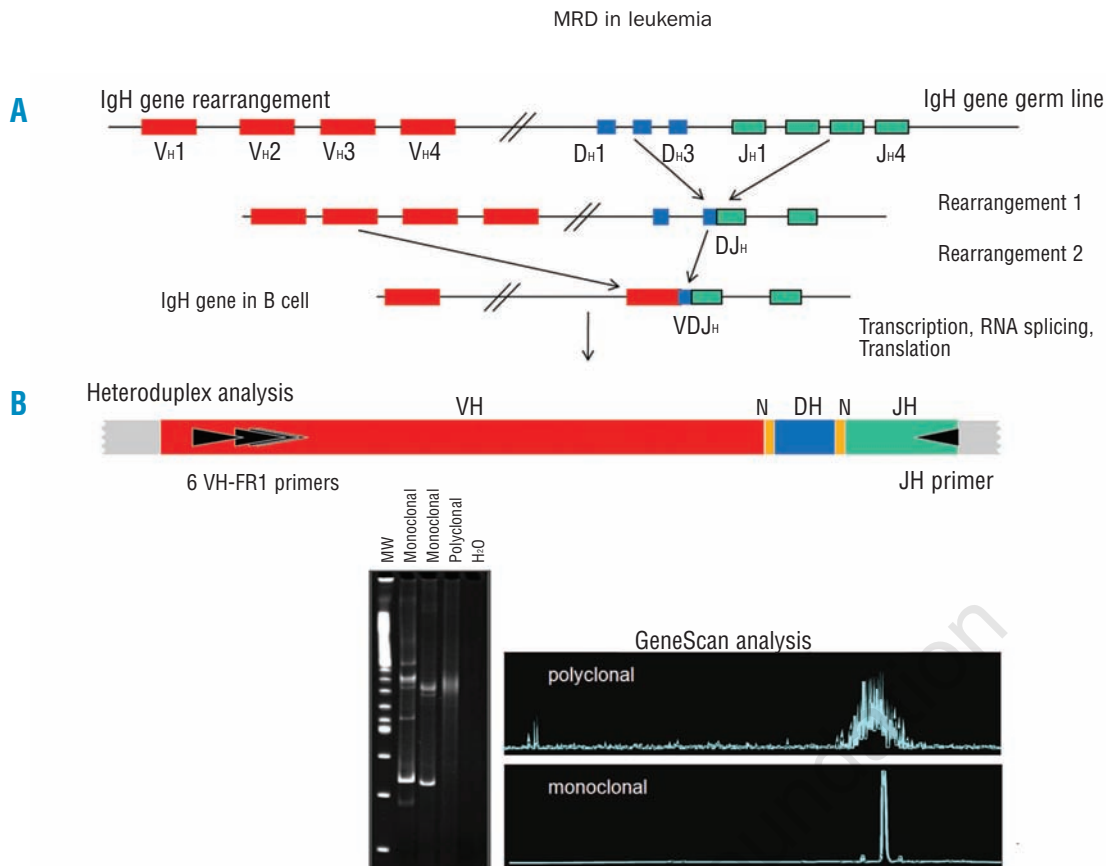 MRD in leukemia
A
IgH gene rearrangement
IgH gene germ line
VH1 VH2 VH3 VH4 DH1 DH3 JH1 JH4
Rearrangement 1
DJH
Rearrangement 2
IgH gene in B cell
VDJH
Transcription, RNA splicing,
Translation
B
Heteroduplex analysis
VH N DH N JH
6 VH-FR1 primers
JH primer
MW
Monoclonal
Monoclonal
Polyclonal
H2O
GeneScan analysis
polyclonal
monoclonal